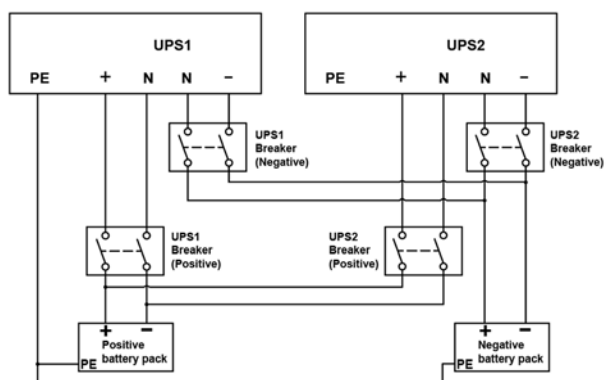 UPS1
PE + N N −
UPS2
PE + N N −
UPS1
Breaker
(Negative)
UPS2
Breaker
(Negative)
UPS1
Breaker
(Positive)
UPS2
Breaker
(Positive)
+ −
Positive
battery pack
PE
+ −
Negative
battery pack
PE